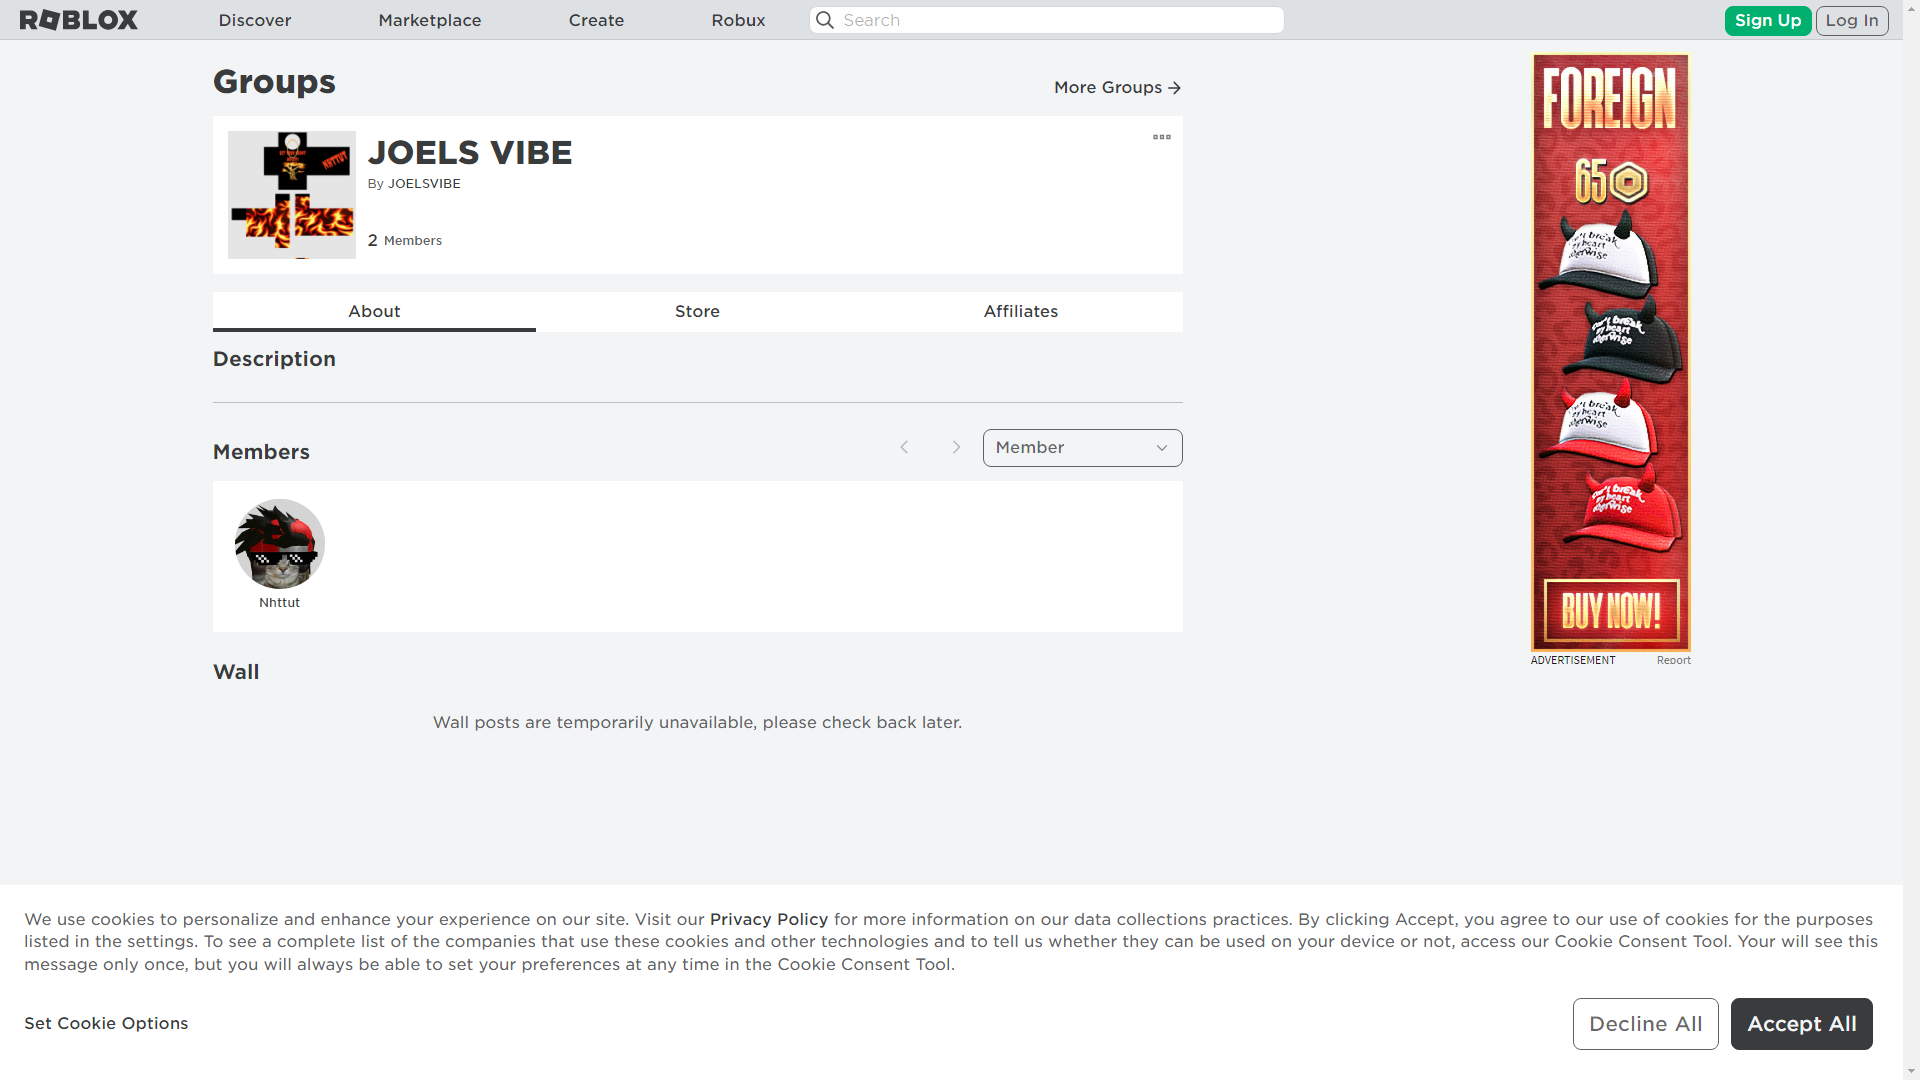 ROBLOX
Discover
Marketplace
Create
Robux
Search
Sign Up
Log In
Groups
More Groups
JOELS VIBE
By JOELSVIBE
2 Members
NHTTUT
About
Store
Affiliates
Description
Members
Member
Nhttut
Wall
Wall posts are temporarily unavailable, please check back later.
FOREIGN
65
BUY NOW!
ADVERTISEMENT
Report
We use cookies to personalize and enhance your experience on our site. Visit our Privacy Policy for more information on our data collections practices. By clicking Accept, you agree to our use of cookies for the purposes
listed in the settings. To see a complete list of the companies that use these cookies and other technologies and to tell us whether they can be used on your device or not, access our Cookie Consent Tool. Your will see this
message only once, but you will always be able to set your preferences at any time in the Cookie Consent Tool.
Set Cookie Options
Decline All
Accept All